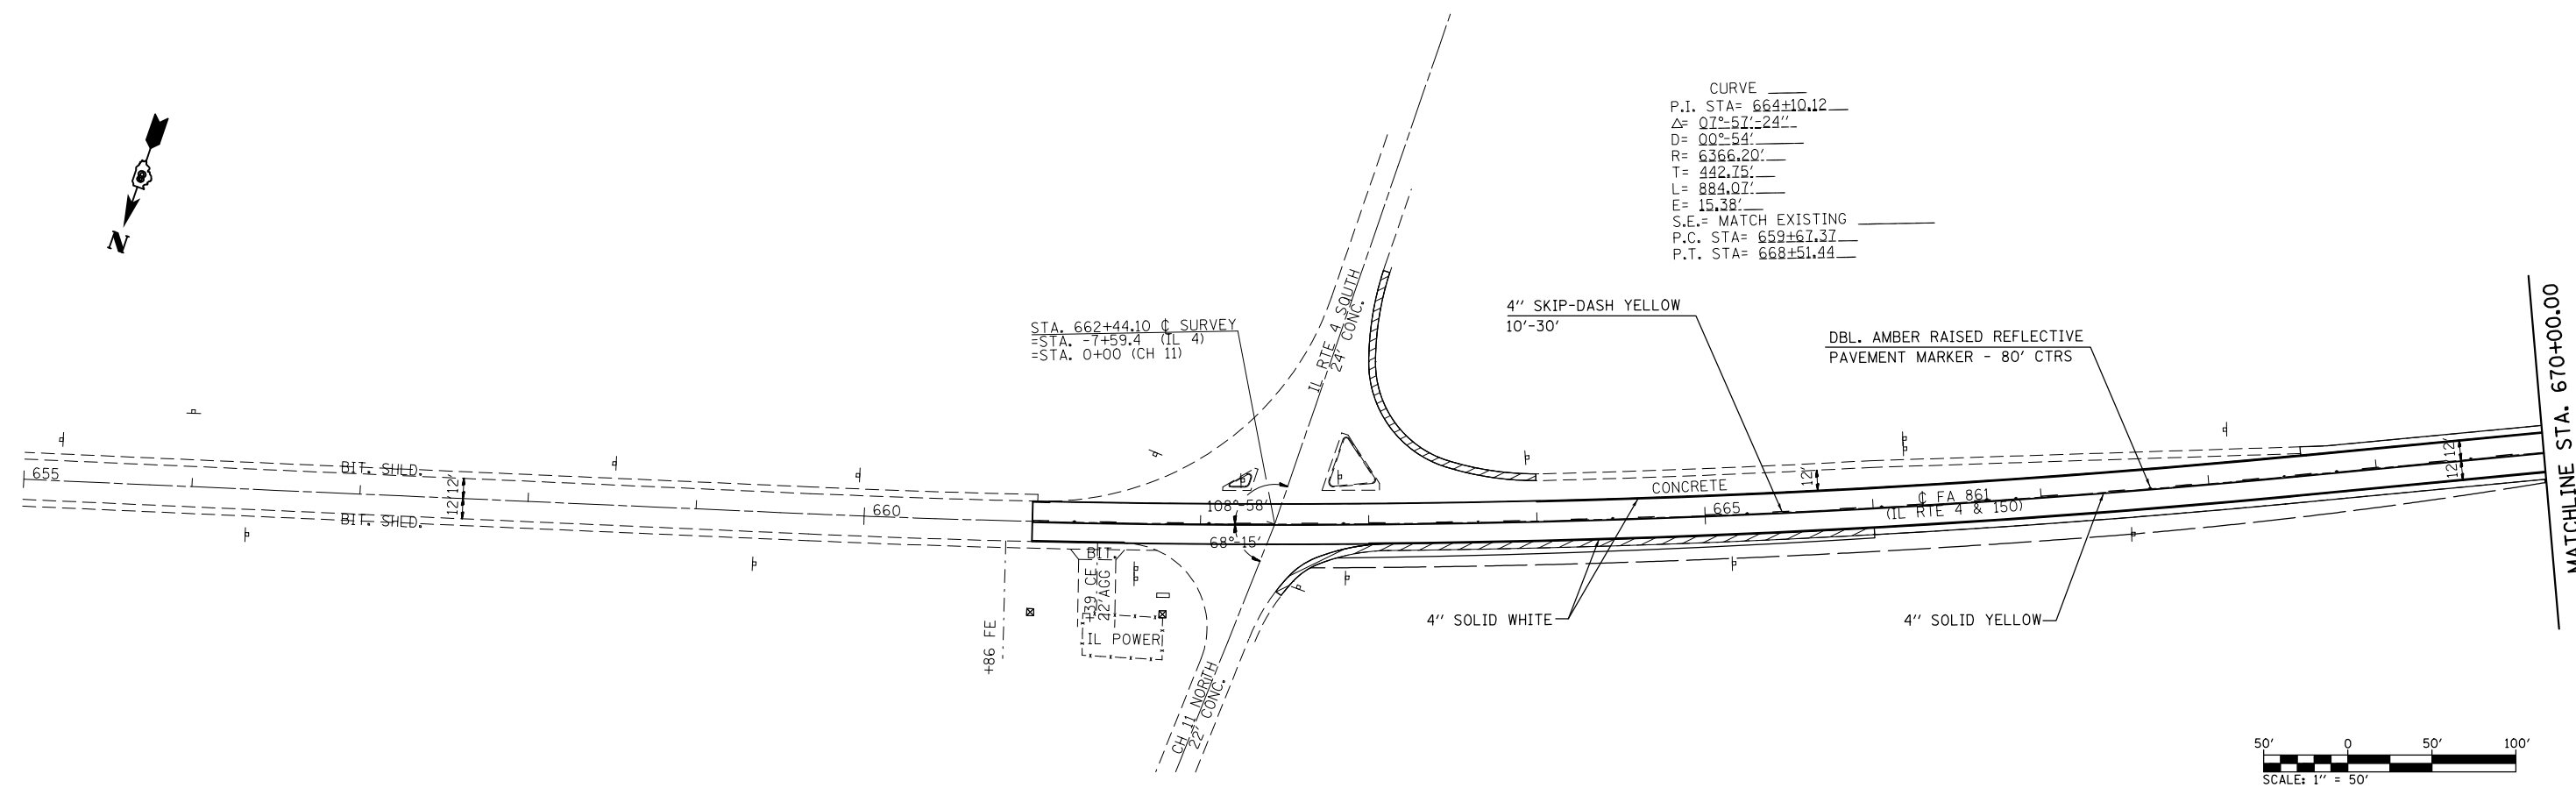 CURVE
P.I. STA= 664+10.12
Δ= 07°-57'-24"
D= 00°-54'
R= 6366.20'
T= 442.75'
L= 884.07'
E= 15.38'
S.E.= MATCH EXISTING
P.C. STA= 659+67.37
P.T. STA= 668+51.44
N
STA. 662+44.10 ℄ SURVEY
=STA. -7+59.4 (IL 4)
=STA. 0+00 (CH 11)
IL RTE 4 SOUTH
24' CONC.
4" SKIP-DASH YELLOW
10'-30'
DBL. AMBER RAISED REFLECTIVE
PAVEMENT MARKER - 80' CTRS
MATCHLINE STA. 670+00.00
655
BIT. SHLD.
12'
12'
BIT. SHLD.
660
108°-58'
68°-15'
CONCRETE
12'
665
℄ FA 861
(IL RTE 4 & 150)
12'
12'
BIT.
+39 CE
22' AGG
+86 FE
IL POWER
CH 11 NORTH
22' CONC.
4" SOLID WHITE
4" SOLID YELLOW
50' 0 50' 100'
SCALE: 1" = 50'